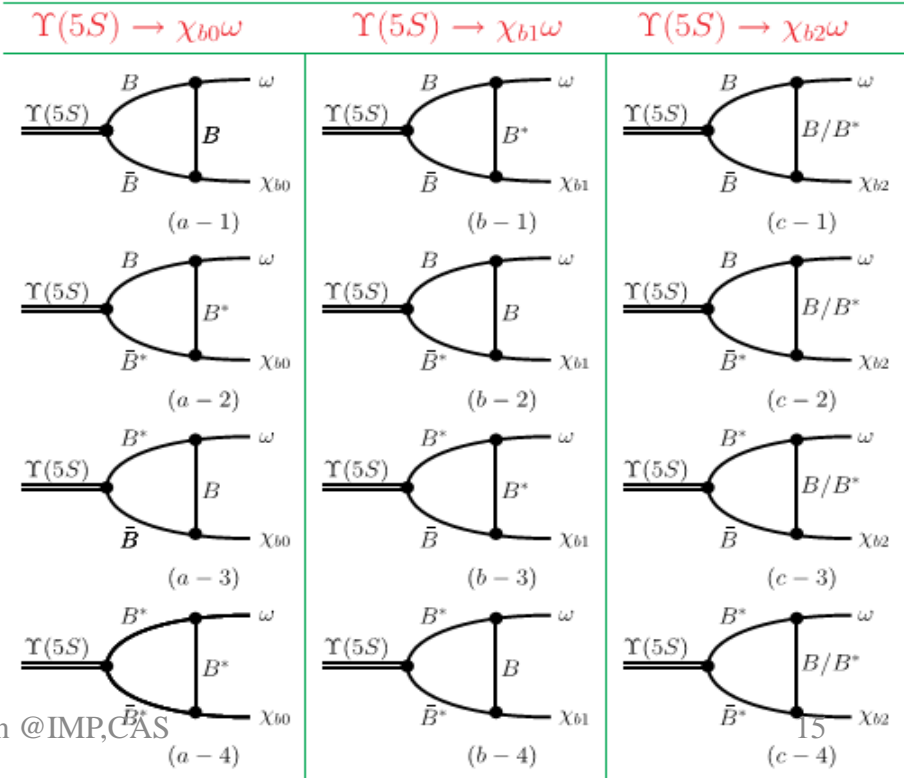 Υ(5S) → χb0ω Υ(5S) → χb1ω Υ(5S) → χb2ω
B ω B ω B ω
Υ(5S) B Υ(5S) B* Υ(5S) B/B*
B̄ χb0 B̄ χb1 B̄ χb2
(a − 1) (b − 1) (c − 1)
B ω B ω B ω
Υ(5S) B* Υ(5S) B Υ(5S) B/B*
B̄* χb0 B̄* χb1 B̄* χb2
(a − 2) (b − 2) (c − 2)
B* ω B* ω B* ω
Υ(5S) B Υ(5S) B* Υ(5S) B/B*
B̄ χb0 B̄ χb1 B̄ χb2
(a − 3) (b − 3) (c − 3)
B* ω B* ω B* ω
Υ(5S) B* Υ(5S) B Υ(5S) B/B*
B̄* χb0 B̄* χb1 B̄* χb2
n @IMP,CAS 15
(a − 4) (b − 4) (c − 4)